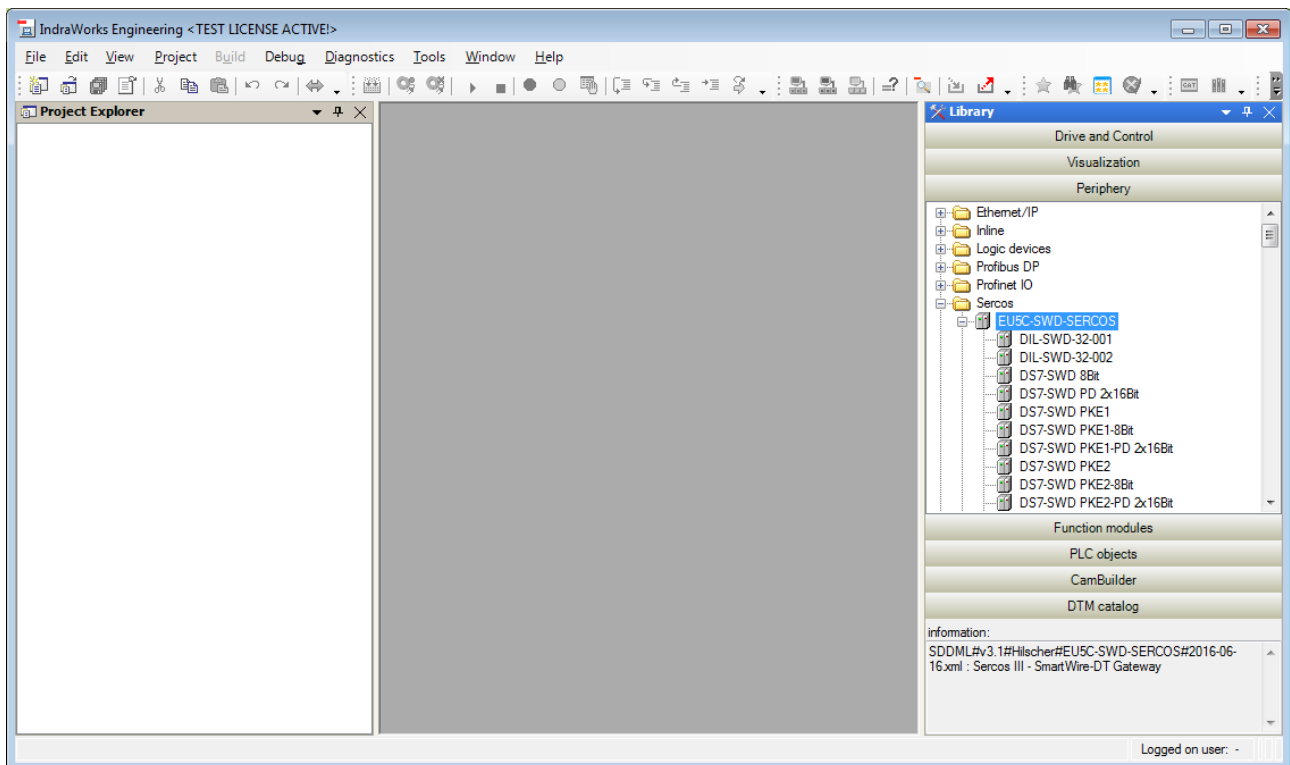 IndraWorks Engineering <TEST LICENSE ACTIVE!>
File Edit View Project Build Debug Diagnostics Tools Window Help
Project Explorer
Library
Drive and Control
Visualization
Periphery
Ethernet/IP
Inline
Logic devices
Profibus DP
Profinet IO
Sercos
EU5C-SWD-SERCOS
DIL-SWD-32-001
DIL-SWD-32-002
DS7-SWD 8Bit
DS7-SWD PD 2x16Bit
DS7-SWD PKE1
DS7-SWD PKE1-8Bit
DS7-SWD PKE1-PD 2x16Bit
DS7-SWD PKE2
DS7-SWD PKE2-8Bit
DS7-SWD PKE2-PD 2x16Bit
Function modules
PLC objects
CamBuilder
DTM catalog
information:
SDDML#v3.1#Hilscher#EU5C-SWD-SERCOS#2016-06-
16.xml : Sercos III - SmartWire-DT Gateway
Logged on user: -